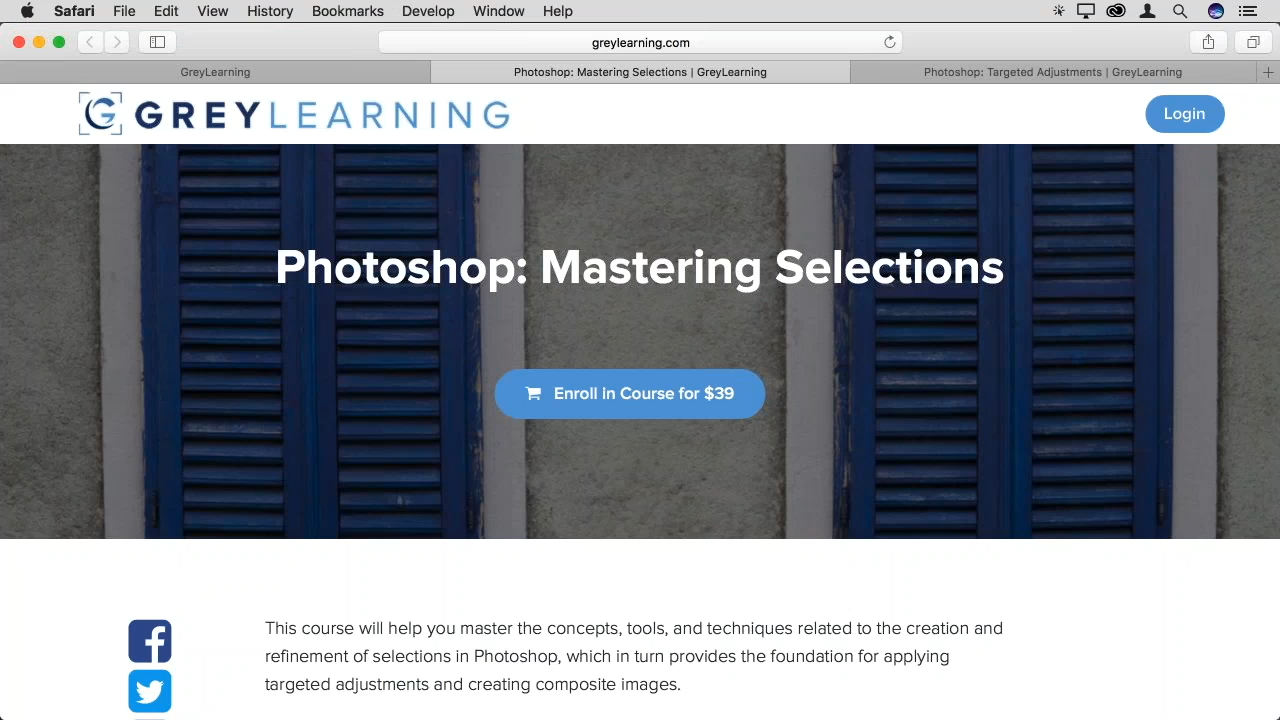 Safari File Edit View History Bookmarks Develop Window Help
greylearning.com
GreyLearning Photoshop: Mastering Selections | GreyLearning Photoshop: Targeted Adjustments | GreyLearning
GREYLEARNING
Login
Photoshop: Mastering Selections
Enroll in Course for $39
This course will help you master the concepts, tools, and techniques related to the creation and
refinement of selections in Photoshop, which in turn provides the foundation for applying
targeted adjustments and creating composite images.